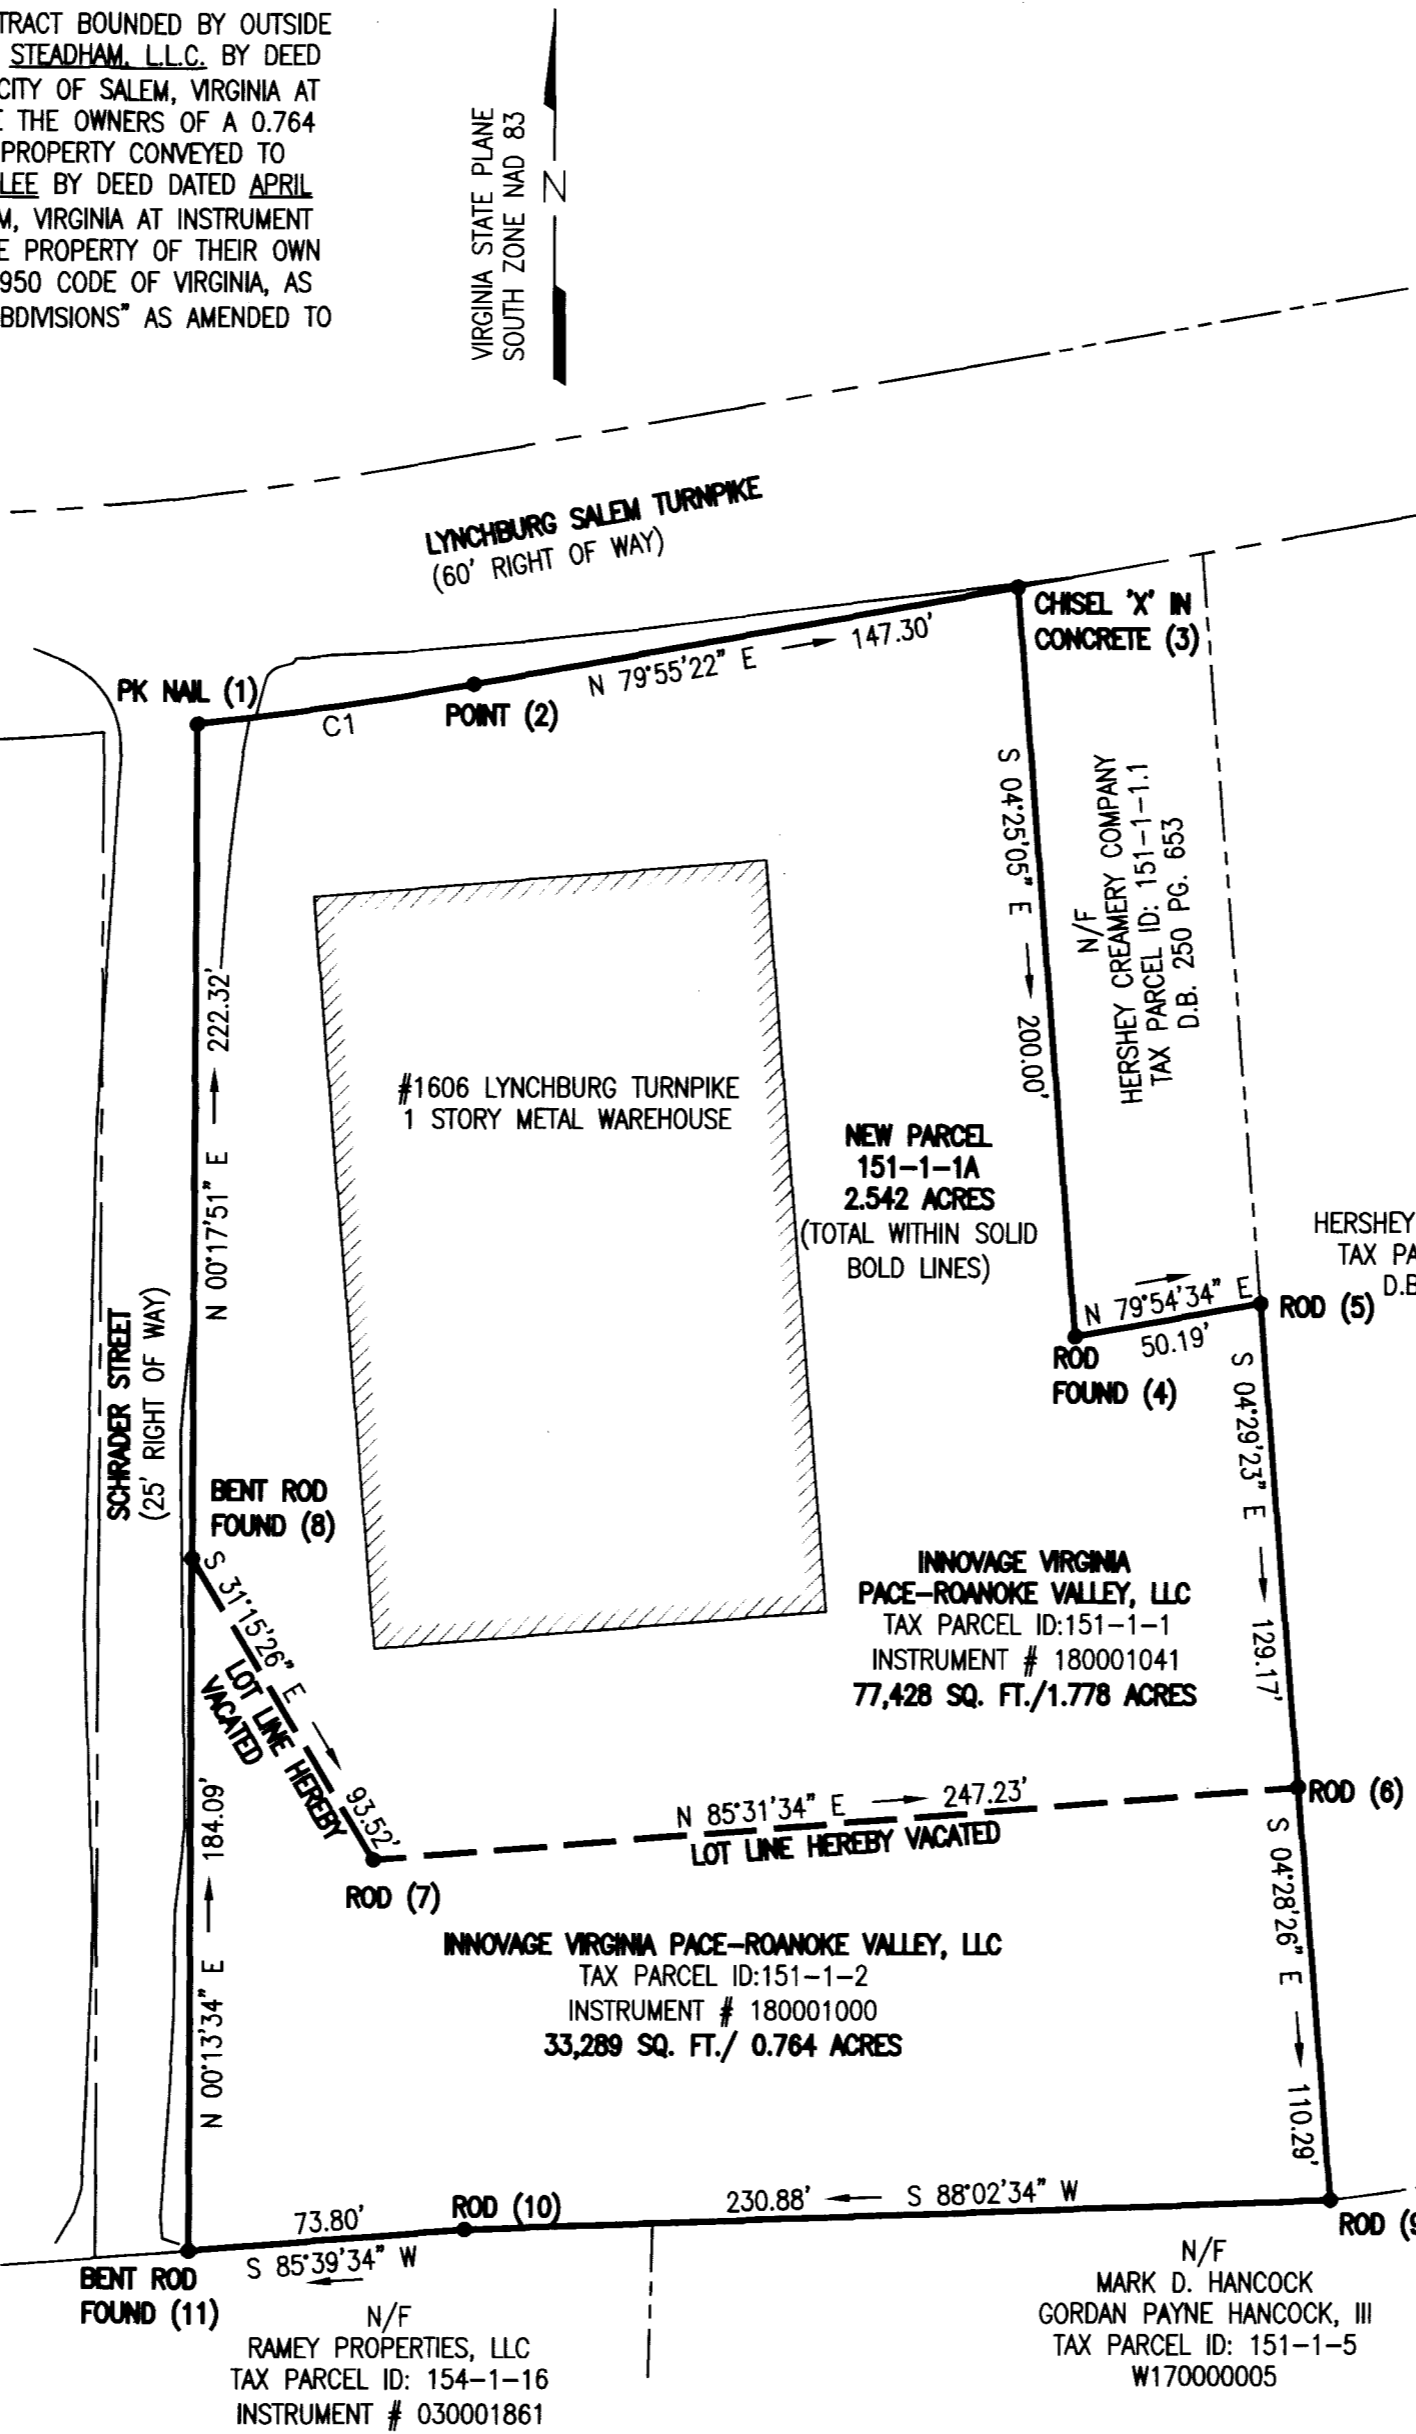 TRACT BOUNDED BY OUTSIDE
STEADHAM, L.L.C. BY DEED
CITY OF SALEM, VIRGINIA AT
THE OWNERS OF A 0.764
PROPERTY CONVEYED TO
LEE BY DEED DATED APRIL
M, VIRGINIA AT INSTRUMENT
E PROPERTY OF THEIR OWN
950 CODE OF VIRGINIA, AS
BDIVISIONS" AS AMENDED TO
VIRGINIA STATE PLANE
SOUTH ZONE NAD 83
N
LYNCHBURG SALEM TURNPIKE
(60' RIGHT OF WAY)
CHISEL 'X' IN
CONCRETE (3)
N 79°55'22" E
147.30'
PK NAIL (1)
C1
POINT (2)
S 04°25'05" E
200.00'
N/F
HERSHEY CREAMERY COMPANY
TAX PARCEL ID: 151-1-1.1
D.B. 250 PG. 653
N 00°17'51" E
222.32'
#1606 LYNCHBURG TURNPIKE
1 STORY METAL WAREHOUSE
NEW PARCEL
151-1-1A
2.542 ACRES
(TOTAL WITHIN SOLID
BOLD LINES)
HERSHEY
TAX PA
D.B
N 79°54'34" E
50.19'
ROD (5)
ROD
FOUND (4)
SCHRADER STREET
(25' RIGHT OF WAY)
S 04°29'23" E
129.17'
BENT ROD
FOUND (8)
INNOVAGE VIRGINIA
PACE-ROANOKE VALLEY, LLC
TAX PARCEL ID:151-1-1
INSTRUMENT # 180001041
77,428 SQ. FT./1.778 ACRES
S 31°15'26" E
93.52'
LOT LINE HEREBY
VACATED
N 85°31'34" E
247.23'
LOT LINE HEREBY VACATED
ROD (6)
ROD (7)
S 04°28'26" E
110.29'
INNOVAGE VIRGINIA PACE-ROANOKE VALLEY, LLC
TAX PARCEL ID:151-1-2
INSTRUMENT # 180001000
33,289 SQ. FT./ 0.764 ACRES
N 00°13'34" E
184.09'
73.80'
S 85°39'34" W
ROD (10)
230.88'
S 88°02'34" W
ROD (9
BENT ROD
FOUND (11)
N/F
RAMEY PROPERTIES, LLC
TAX PARCEL ID: 154-1-16
INSTRUMENT # 030001861
N/F
MARK D. HANCOCK
GORDAN PAYNE HANCOCK, III
TAX PARCEL ID: 151-1-5
W170000005